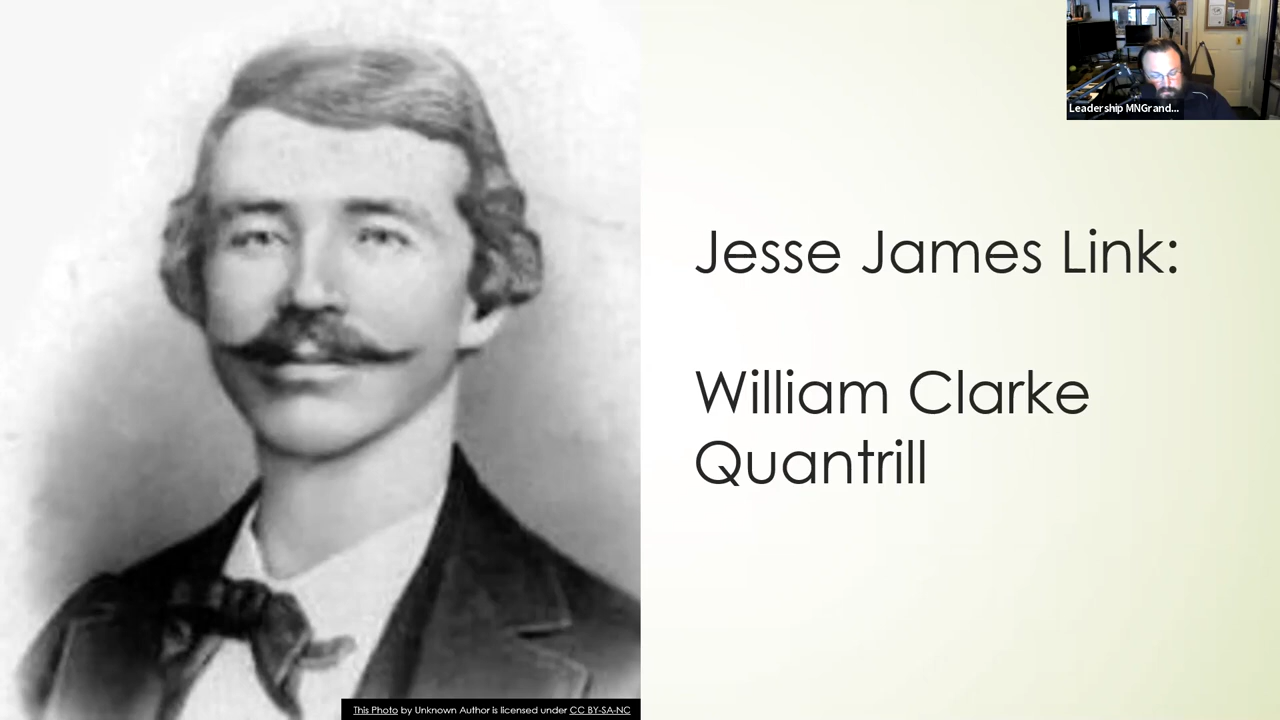 Leadership MNGrand...
Jesse James Link:
William Clarke
Quantrill
This Photo by Unknown Author is licensed under CC BY-SA-NC